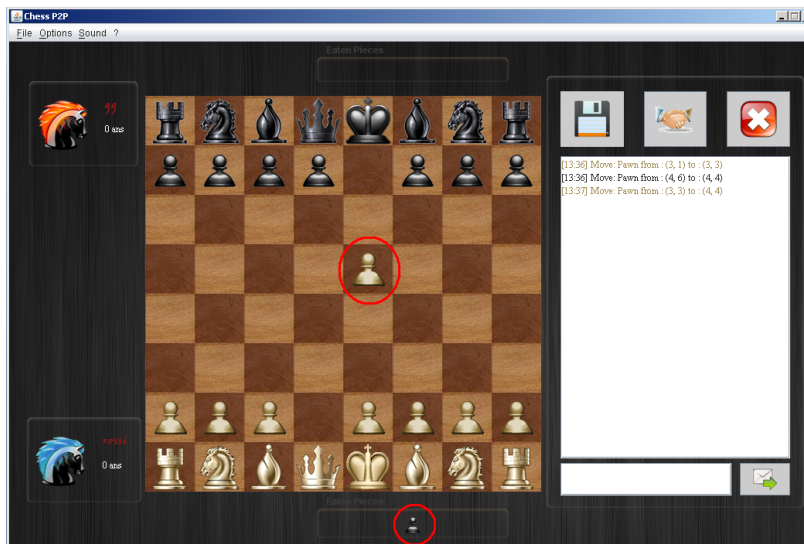 Chess P2P
File Options Sound ?
Eaten Pieces
gg
0 ans
[13:36] Move: Pawn from : (3, 1) to : (3, 3)
[13:36] Move: Pawn from : (4, 6) to : (4, 4)
[13:37] Move: Pawn from : (3, 3) to : (4, 4)
rossi
0 ans
Eaten Pieces